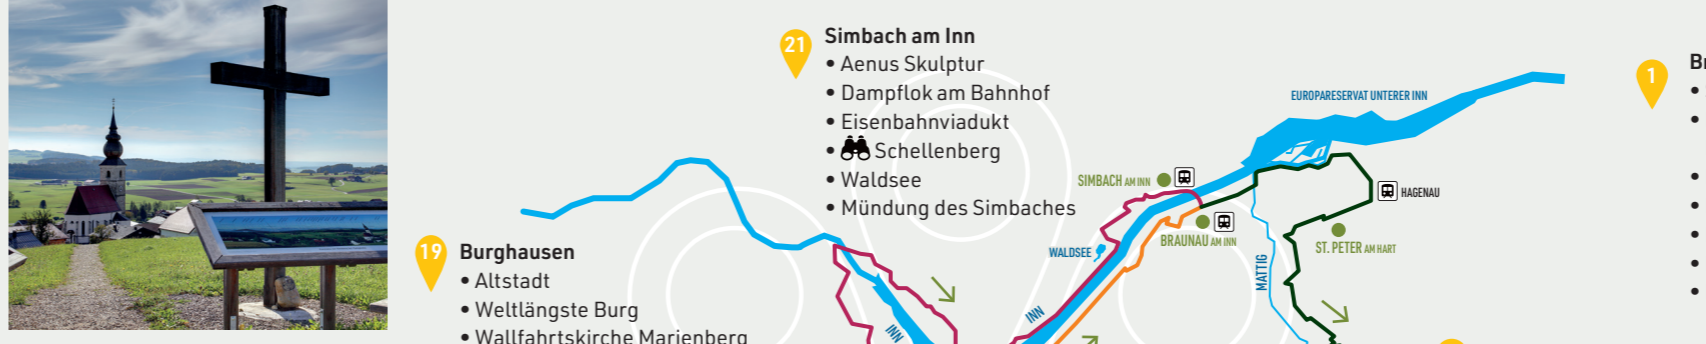 21
Simbach am Inn
• Aenus Skulptur
• Dampflok am Bahnhof
• Eisenbahnviadukt
• Schellenberg
• Waldsee
• Mündung des Simbaches
19
Burghausen
• Altstadt
• Weltlängste Burg
• Wallfahrtskirche Marienberg
EUROPARESERVAT UNTERER INN
SIMBACH AM INN
HAGENAU
BRAUNAU AM INN
ST. PETER AM HART
WALDSEE
MATTIG
INN
INN
1